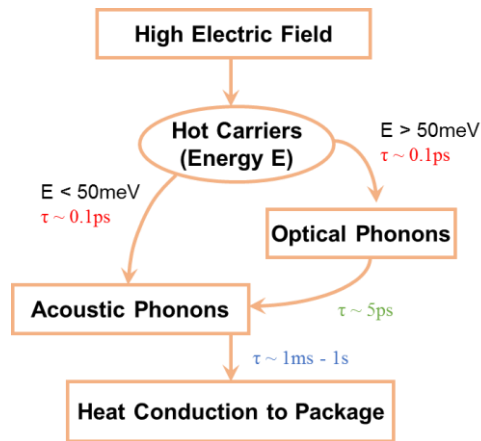 High Electric Field
Hot Carriers
(Energy E)
E > 50meV
τ ~ 0.1ps
E < 50meV
τ ~ 0.1ps
Optical Phonons
Acoustic Phonons
τ ~ 5ps
τ ~ 1ms - 1s
Heat Conduction to Package